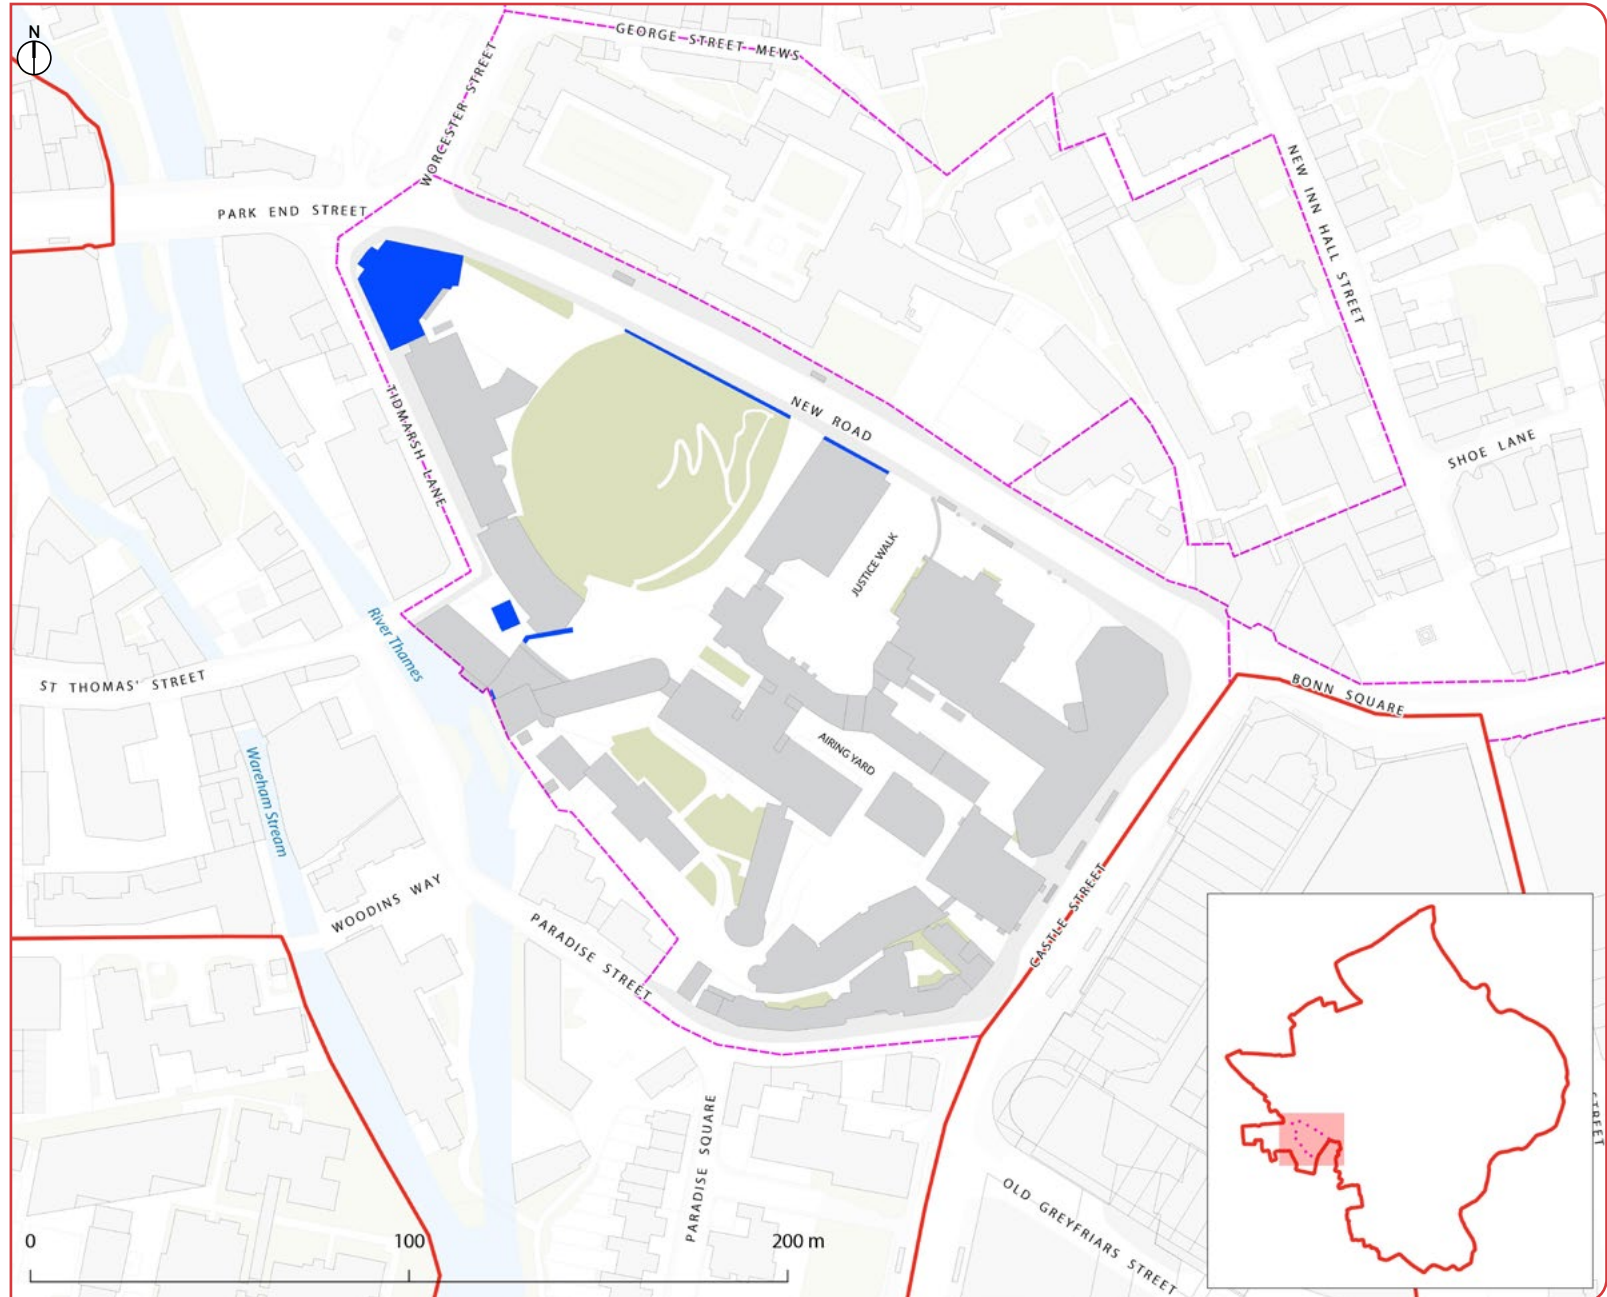 N
GEORGE STREET MEWS
WORCESTER STREET
PARK END STREET
NEW INN HALL STREET
TIDMARSH LANE
NEW ROAD
SHOE LANE
JUSTICE WALK
River Thames
ST THOMAS' STREET
BONN SQUARE
AIRING YARD
Wareham Stream
WOODINS WAY
PARADISE STREET
CASTLE STREET
PARADISE SQUARE
STREET
OLD GREYFRIARS STREET
0 100 200 m